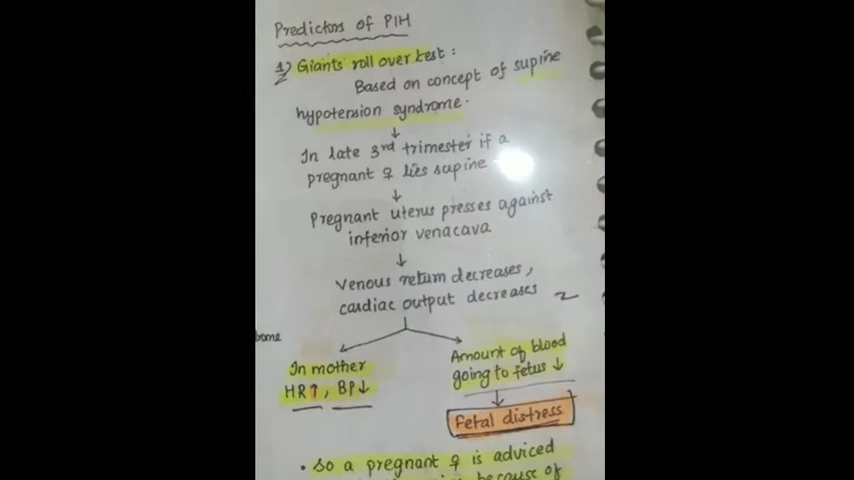 Predictors of PIH
1) Giants' roll over test :
Based on concept of supine
hypotension syndrome.
↓
In late 3rd trimester if a
pregnant ♀ lies supine
↓
Pregnant uterus presses against
inferior venacava
↓
Venous return decreases,
cardiac output decreases
In mother
HR↑, BP↓
Amount of blood
going to fetus ↓
↓
Fetal distress
• So a pregnant ♀ is adviced
because of